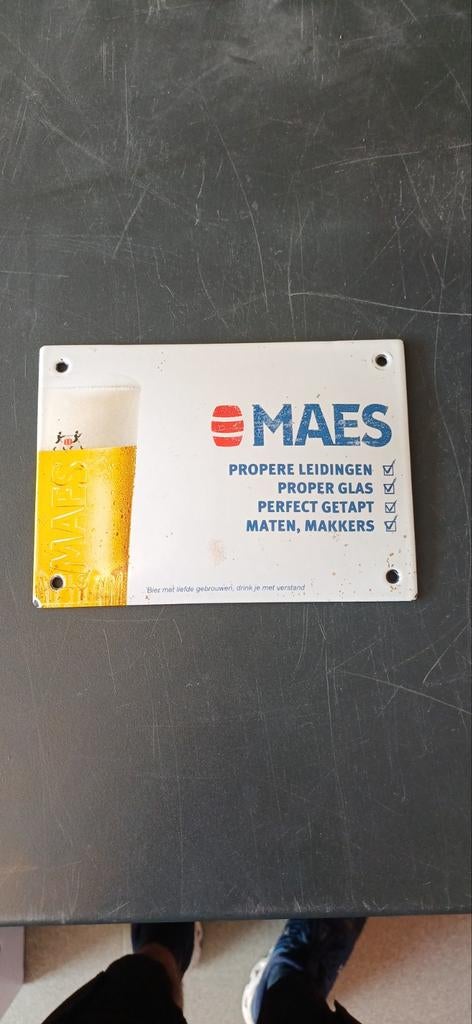 MAES
PROPERE LEIDINGEN
PROPER GLAS
PERFECT GETAPT
MATEN, MAKKERS
MAES
Bier met liefde gebrouwen, drink je met verstand